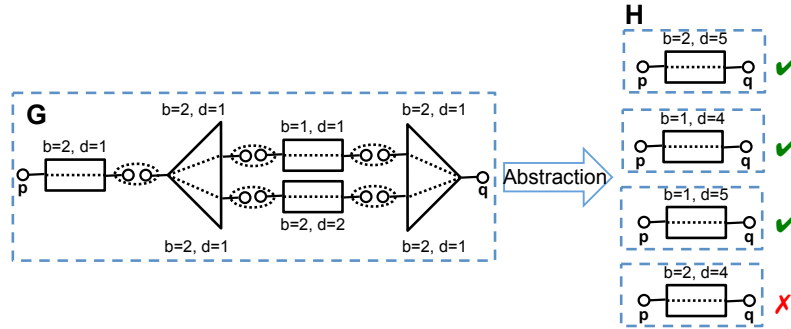 H
b=2, d=5
p q
b=1, d=4
p q
b=1, d=5
p q
b=2, d=4
p q
G
b=2, d=1
b=2, d=1
b=1, d=1
b=2, d=1
p
q
b=2, d=1
b=2, d=2
b=2, d=1
Abstraction